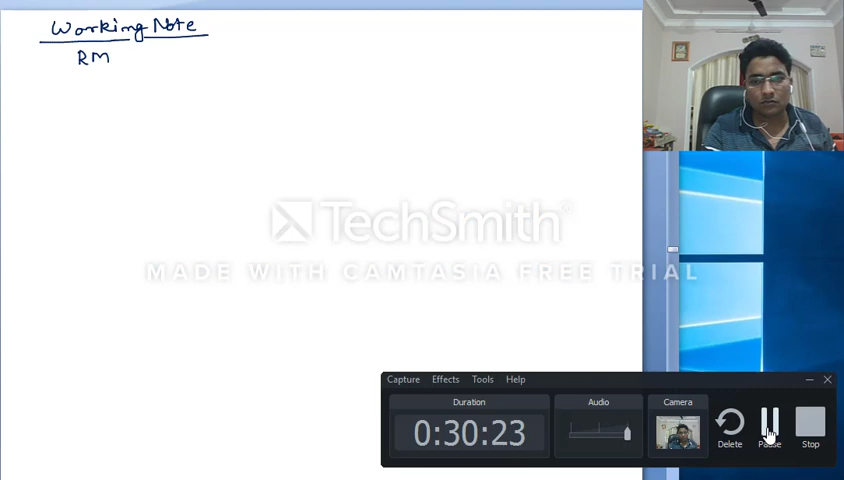 Working Note
RM
TechSmith®
MADE WITH CAMTASIA FREE TRIAL
Capture Effects Tools Help
Duration Audio Camera
0:30:23
Delete Pause Stop